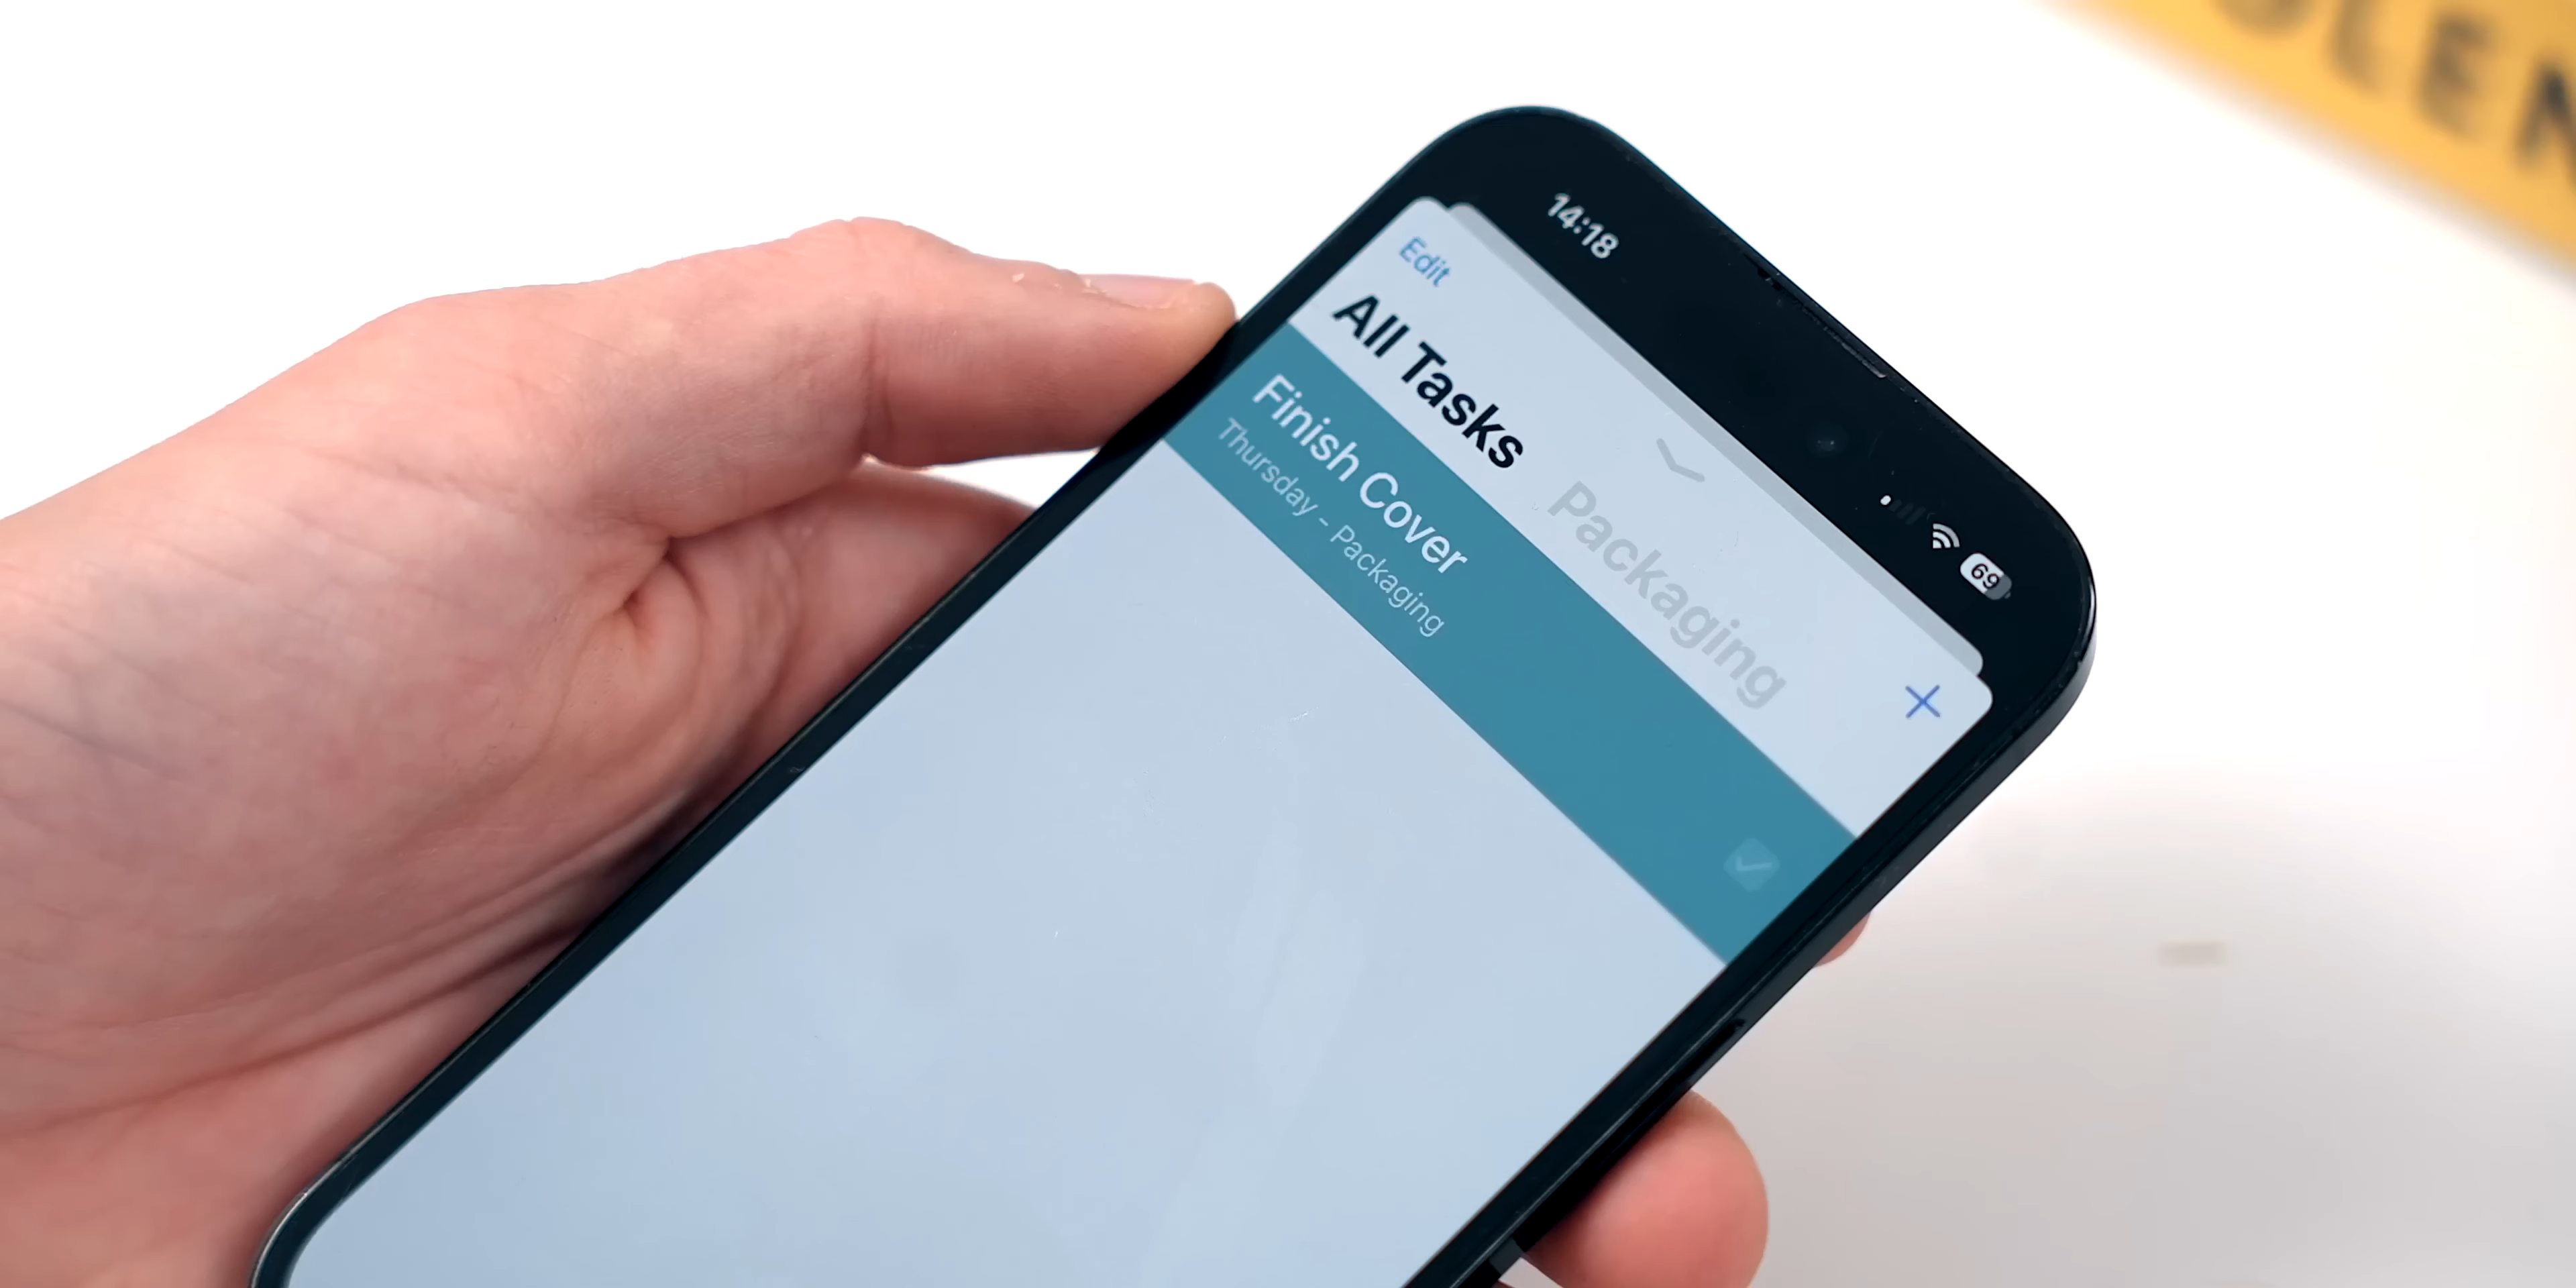 14:18
69
Edit
All Tasks Packaging
Finish Cover
Thursday - Packaging